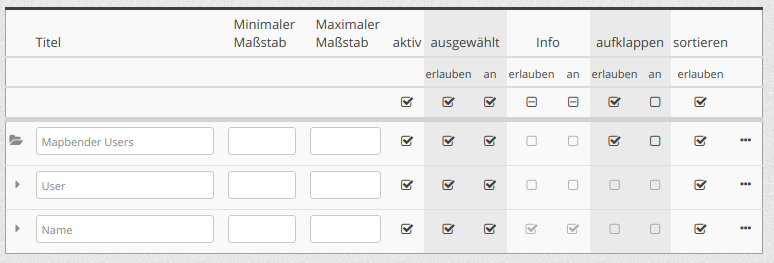 Titel Minimaler Maßstab Maximaler Maßstab aktiv ausgewählt Info aufklappen sortieren
erlauben an erlauben an erlauben an erlauben
Mapbender Users
User
Name